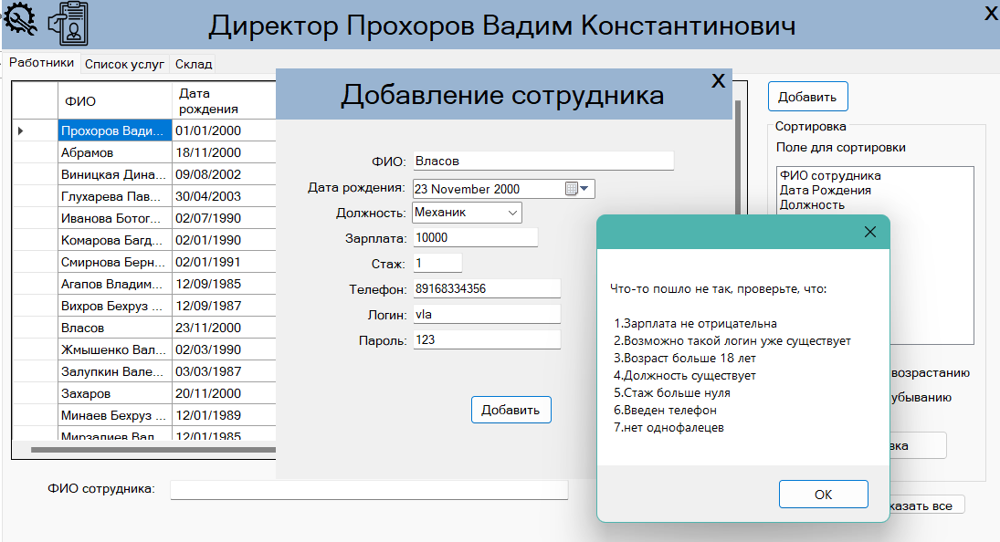 Директор Прохоров Вадим Константинович
X
Работники
Список услуг
Склад
ФИО
Дата
рождения
Прохоров Вади...
01/01/2000
Абрамов
18/11/2000
Виницкая Дина...
09/08/2002
Глухарева Пав...
30/04/2003
Иванова Ботог...
02/07/1990
Комарова Багд...
02/01/1990
Смирнова Берн...
02/01/1991
Агапов Владим...
12/09/1985
Вихров Бехруз ...
12/09/1987
Власов
23/11/2000
Жмышенко Вал...
02/03/1990
Залупкин Вале...
03/03/1987
Захаров
20/11/2000
Минаев Бехруз ...
12/01/1989
Мирзалиев Вал...
12/01/1985
ФИО сотрудника:
Добавление сотрудника
X
ФИО:
Власов
Дата рождения:
23 November 2000
Должность:
Механик
Зарплата:
10000
Стаж:
1
Телефон:
89168334356
Логин:
vla
Пароль:
123
Добавить
Добавить
Сортировка
Поле для сортировки
ФИО сотрудника
Дата Рождения
Должность
возрастанию
убыванию
вка
казать все
Что-то пошло не так, проверьте, что:
1.Зарплата не отрицательна
2.Возможно такой логин уже существует
3.Возраст больше 18 лет
4.Должность существует
5.Стаж больше нуля
6.Введен телефон
7.нет однофалецев
OK